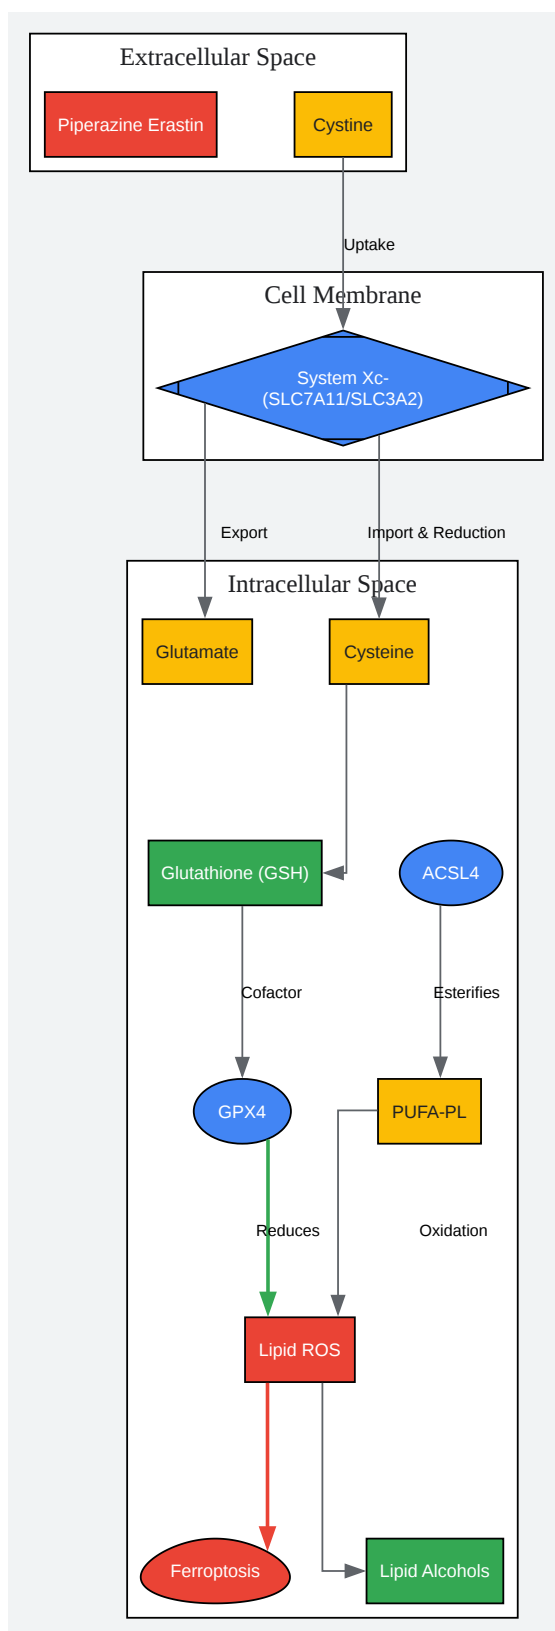 Extracellular Space
Piperazine Erastin
Cystine
Uptake
Cell Membrane
System Xc-
(SLC7A11/SLC3A2)
Export
Import & Reduction
Intracellular Space
Glutamate
Cysteine
Glutathione (GSH)
ACSL4
Cofactor
Esterifies
GPX4
PUFA-PL
Reduces
Oxidation
Lipid ROS
Ferroptosis
Lipid Alcohols